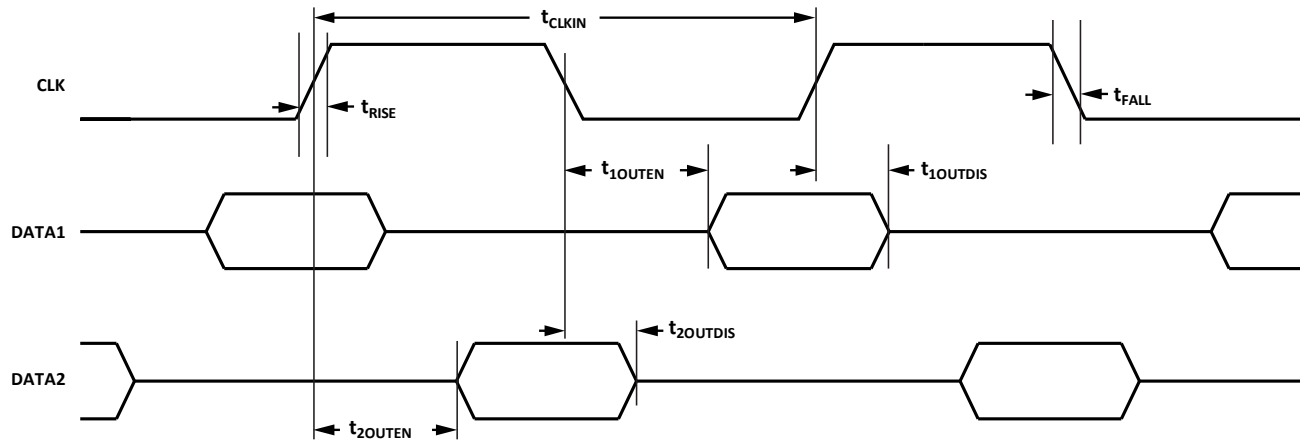 tCLKIN
CLK
tRISE
tFALL
t1OUTEN
t1OUTDIS
DATA1
t2OUTDIS
DATA2
t2OUTEN